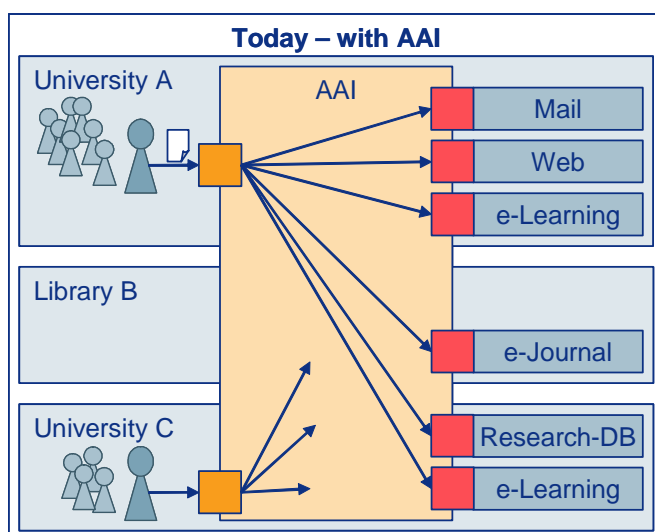 Today – with AAI
University A
AAI
Mail
Web
e-Learning
Library B
e-Journal
University C
Research-DB
e-Learning